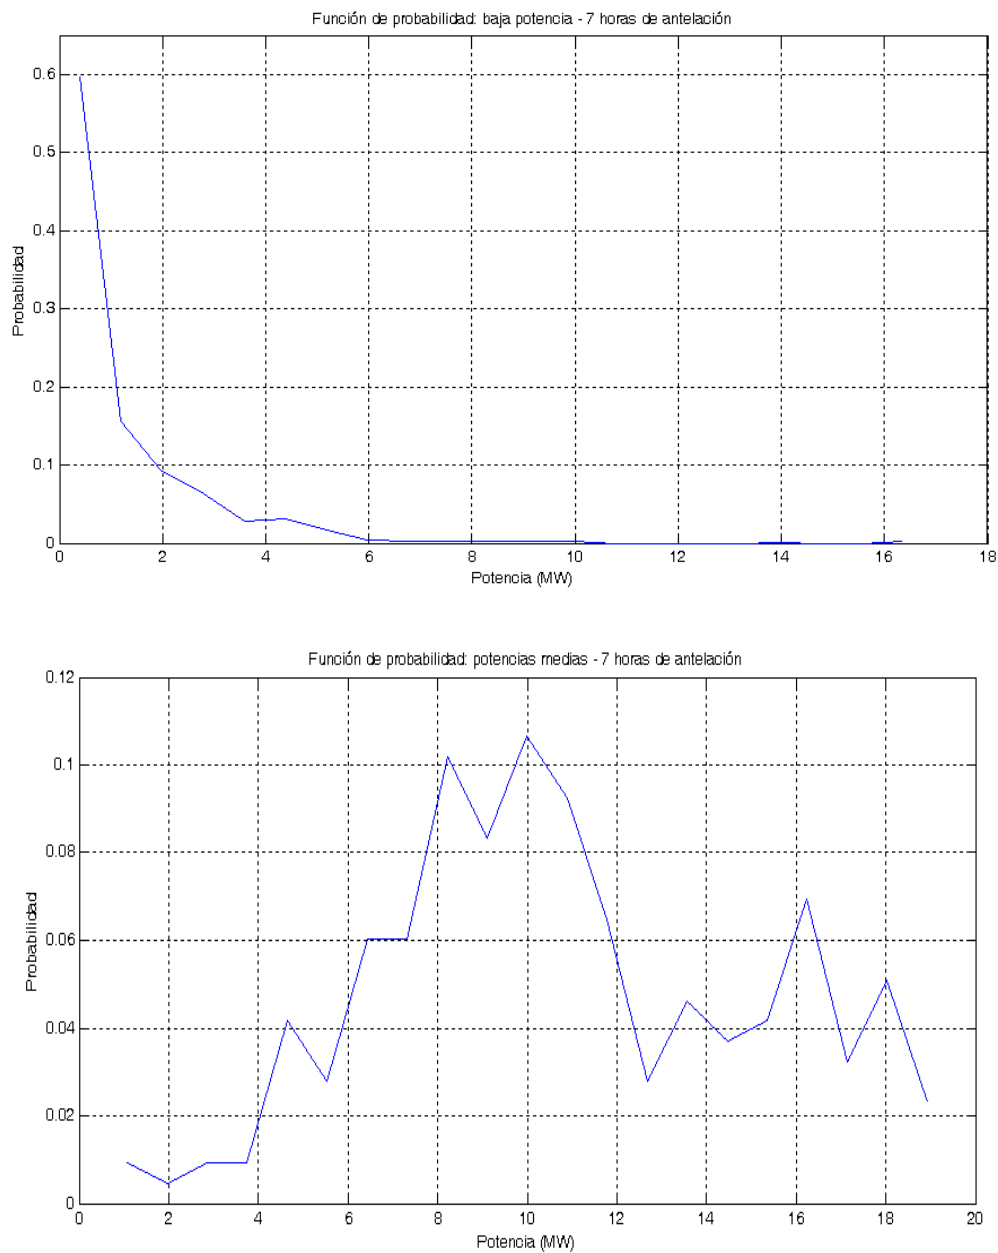 Función de probabilidad: baja potencia - 7 horas de antelación
0.6
0.5
0.4
0.3
0.2
0.1
0
Probabilidad
0 2 4 6 8 10 12 14 16 18
Potencia (MW)
Función de probabilidad: potencias medias - 7 horas de antelación
0.12
0.1
0.08
0.06
0.04
0.02
0
Probabilidad
0 2 4 6 8 10 12 14 16 18 20
Potencia (MW)